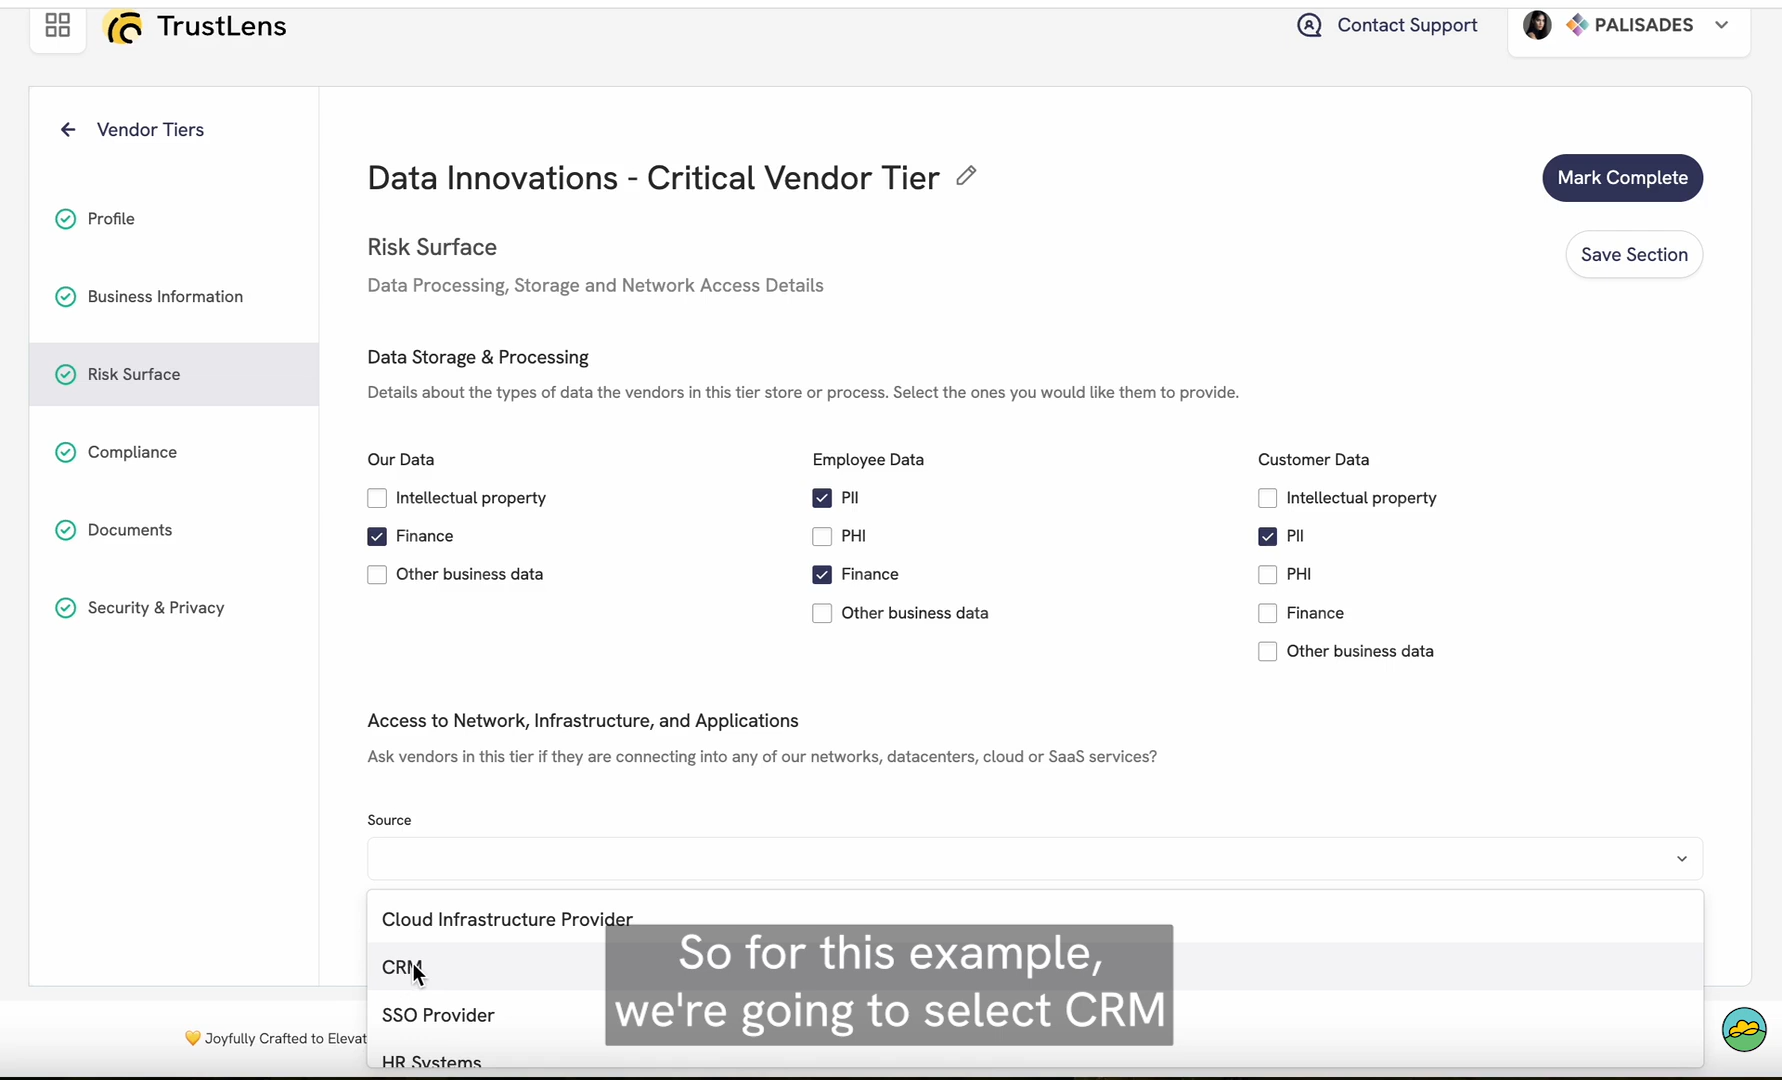 TrustLens
Contact Support
PALISADES
Vendor Tiers
Profile
Business Information
Risk Surface
Compliance
Documents
Security & Privacy
Data Innovations - Critical Vendor Tier
Mark Complete
Risk Surface
Save Section
Data Processing, Storage and Network Access Details
Data Storage & Processing
Details about the types of data the vendors in this tier store or process. Select the ones you would like them to provide.
Our Data
Intellectual property
Finance
Other business data
Employee Data
PII
PHI
Finance
Other business data
Customer Data
Intellectual property
PII
PHI
Finance
Other business data
Access to Network, Infrastructure, and Applications
Ask vendors in this tier if they are connecting into any of our networks, datacenters, cloud or SaaS services?
Source
Cloud Infrastructure Provider
CRM
SSO Provider
HR Systems
So for this example,
we're going to select CRM
Joyfully Crafted to Elevat